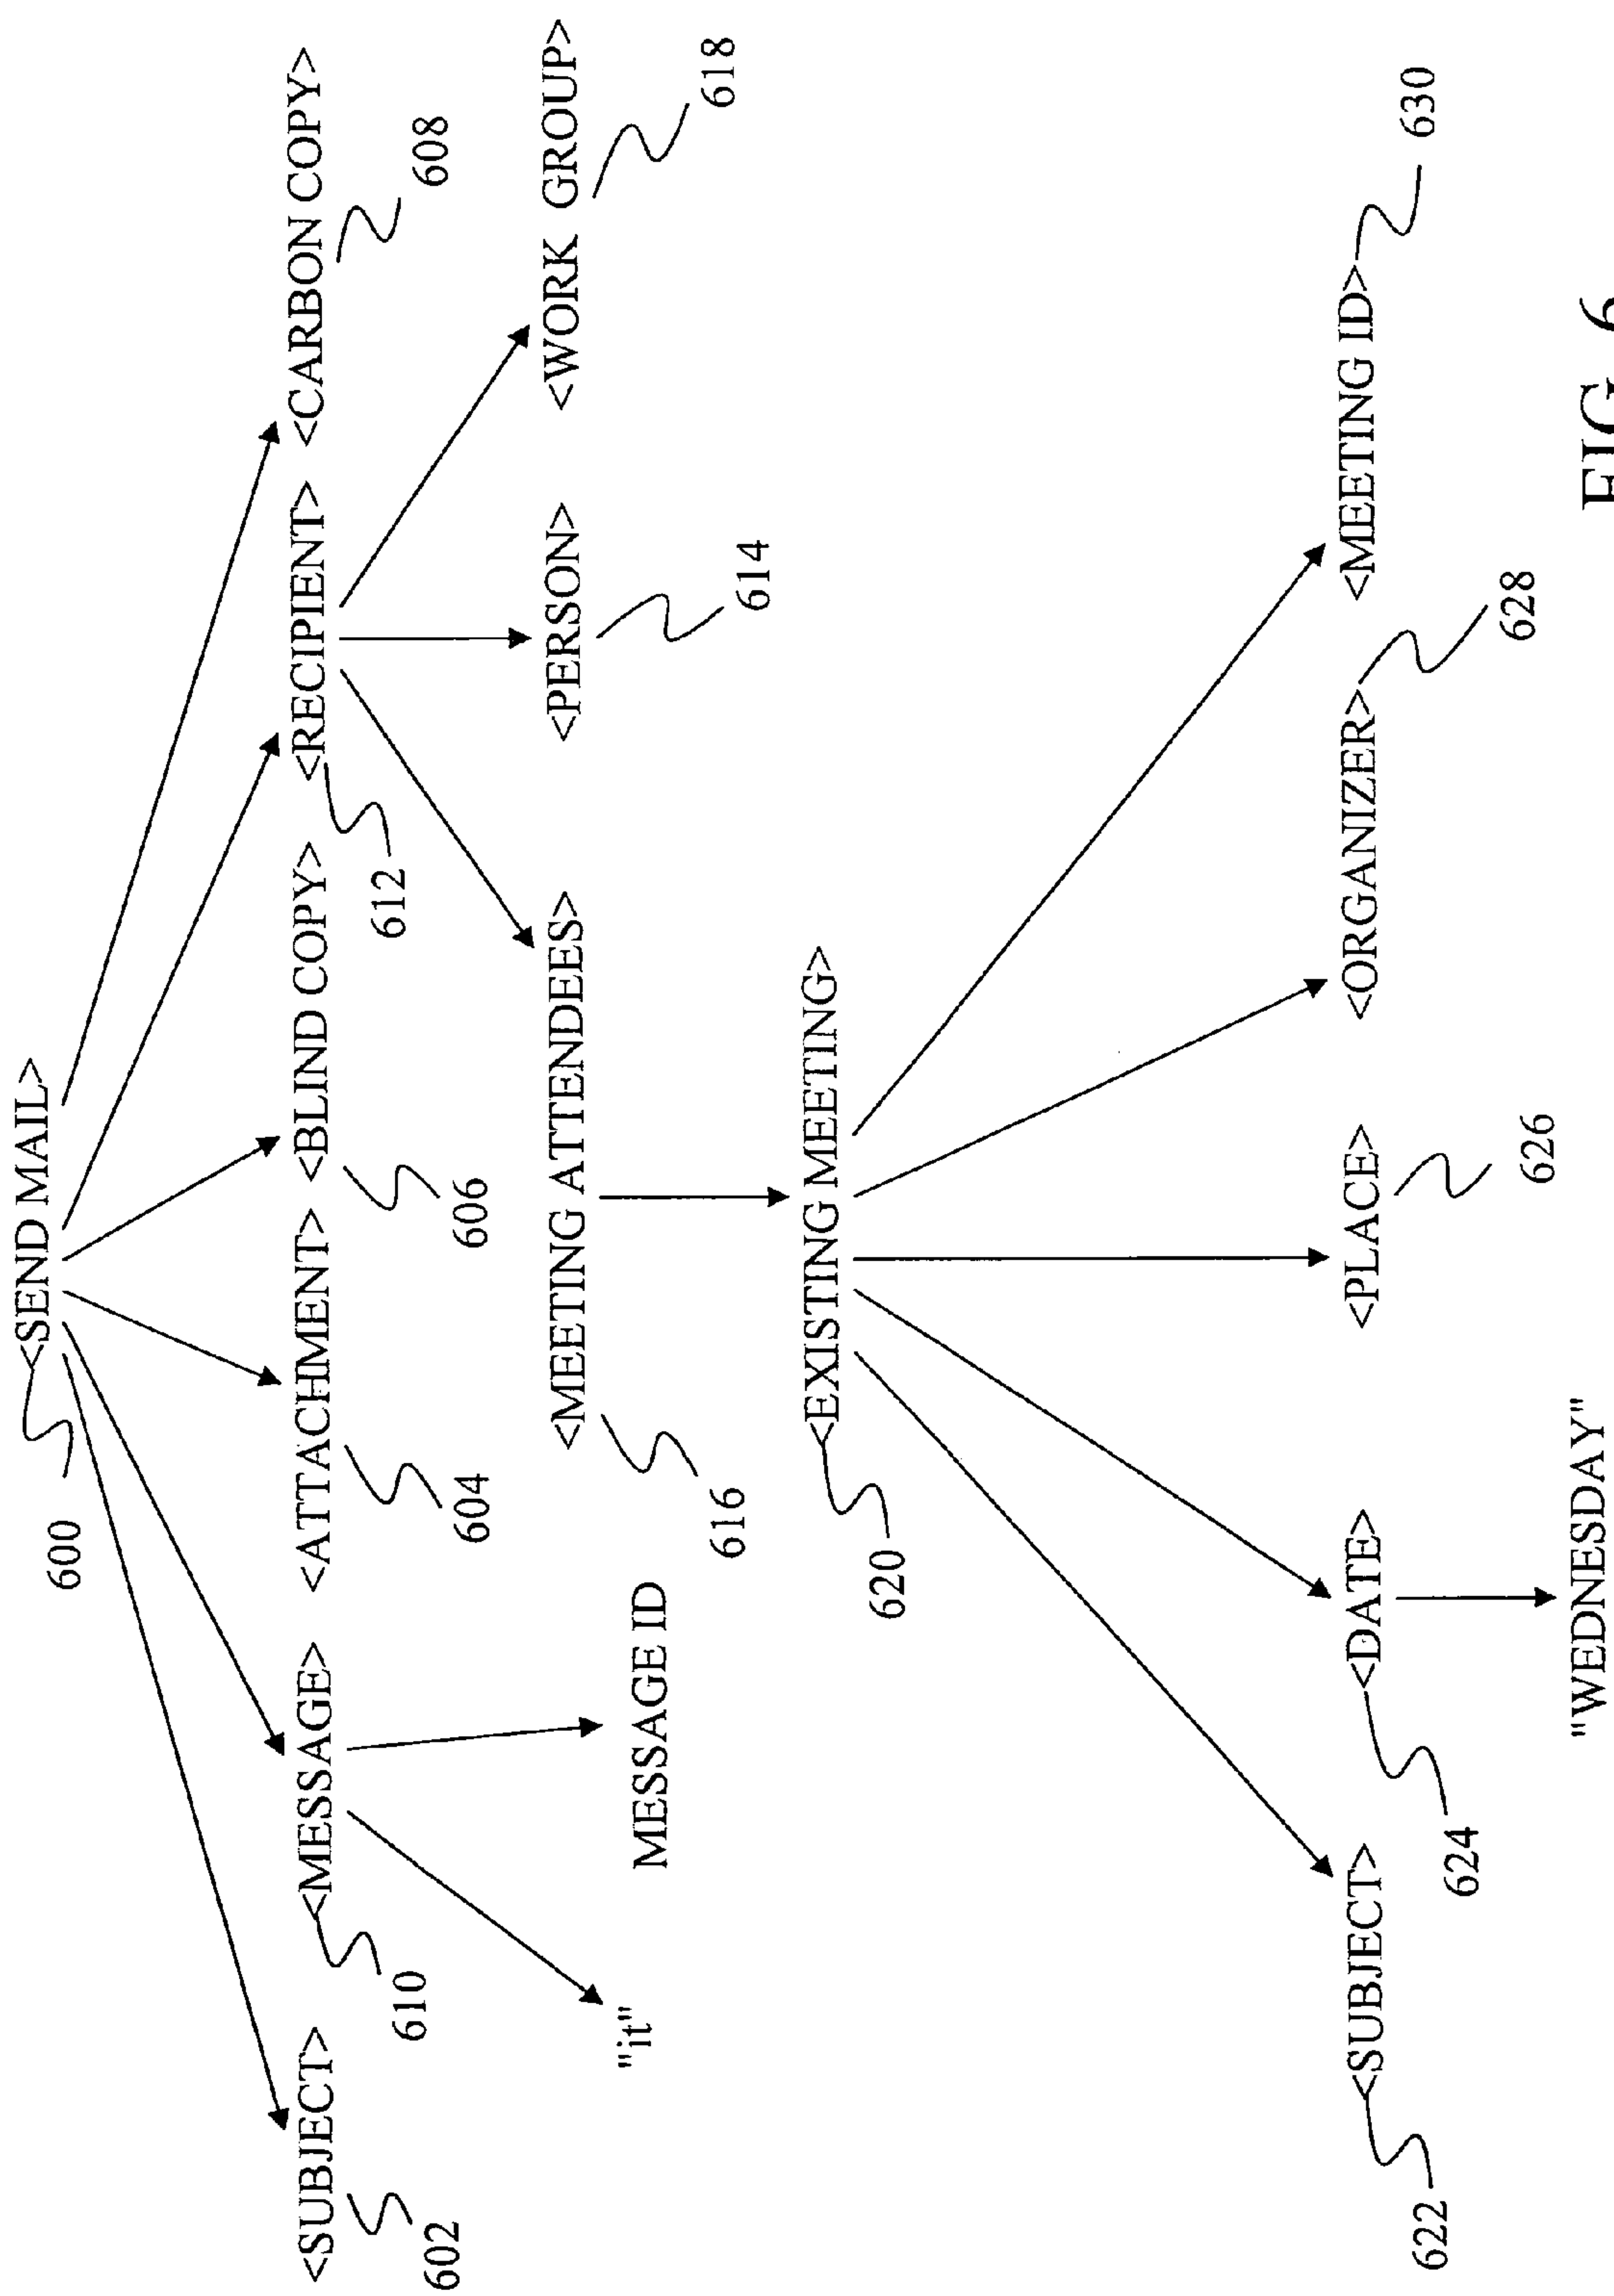 <SEND MAIL>
600
<SUBJECT> <MESSAGE> <ATTACHMENT> <BLIND COPY> <RECIPIENT> <CARBON COPY>
602 610 604 606 612 608
<MEETING ATTENDEES> <PERSON> <WORK GROUP>
616 614 618
"it" MESSAGE ID
<EXISTING MEETING>
620
<SUBJECT> <DATE> <PLACE> <ORGANIZER> <MEETING ID>
622 624 626 628 630
"WEDNESDAY"
FIG. 6